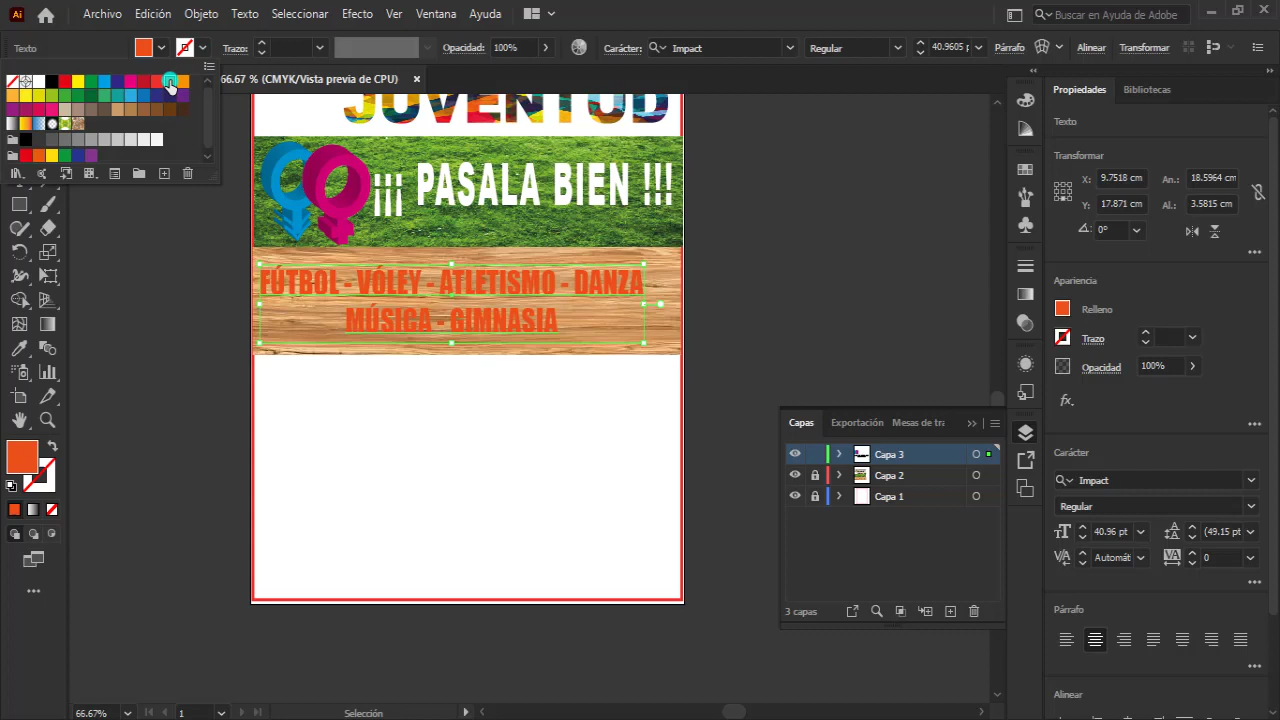 Archivo Edición Objeto Texto Seleccionar Efecto Ver Ventana Ayuda
Buscar en Ayuda de Adobe
Texto Trazo: Opacidad: 100% Carácter: Impact Regular 40.9605 Párrafo Alinear Transformar
66.67 % (CMYK/Vista previa de CPU) ×
JUVENTUD
¡¡¡ PASALA BIEN !!!
FÚTBOL - VÓLEY - ATLETISMO - DANZA
MÚSICA - GIMNASIA
Capas Exportación Mesas de tra
Capa 3
Capa 2
Capa 1
3 capas
Propiedades Bibliotecas
Texto
Transformar
X: 9.7518 cm An.: 18.5964 cm
Y: 17.871 cm Al.: 3.5815 cm
0°
Apariencia
Relleno
Trazo
Opacidad 100%
fx.
Carácter
Impact
Regular
40.96 pt (49.15
Automát 0
Párrafo
Alinear
66.67% 1 Selección